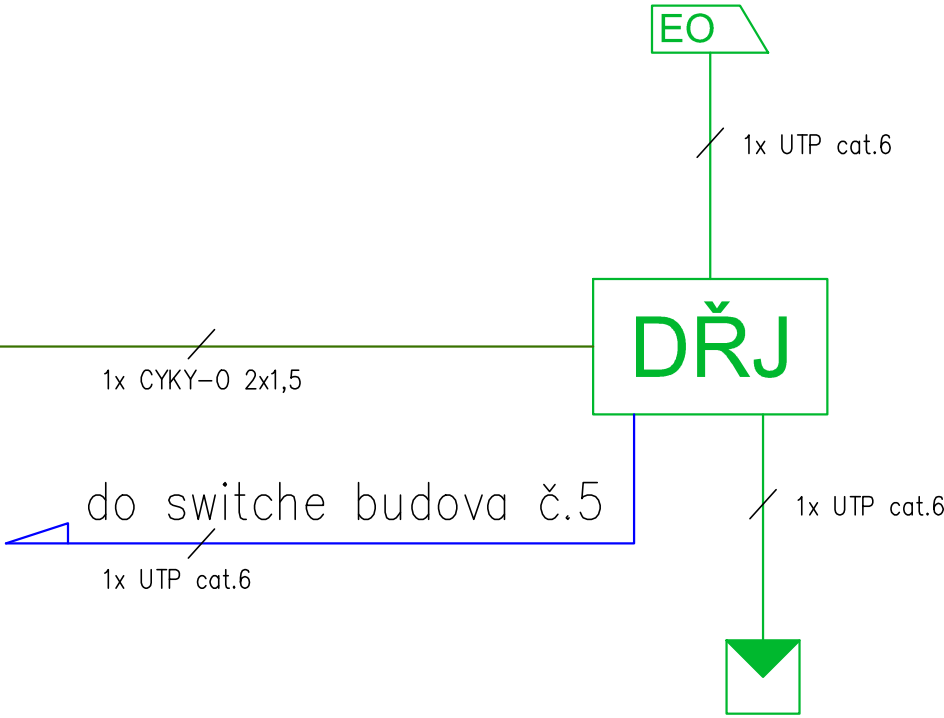 EO
1x UTP cat.6
DŘJ
1x CYKY-O 2x1,5
do switche budova č.5
1x UTP cat.6
1x UTP cat.6